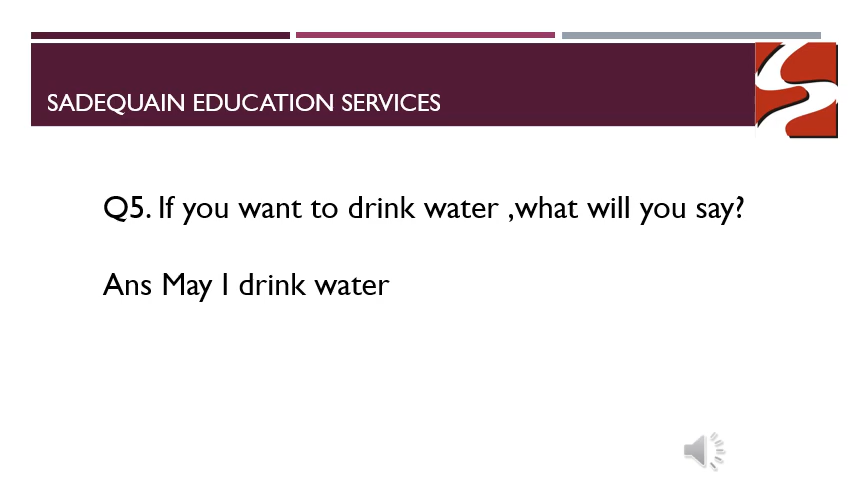 SADEQUAIN EDUCATION SERVICES
Q5. If you want to drink water ,what will you say?
Ans May I drink water